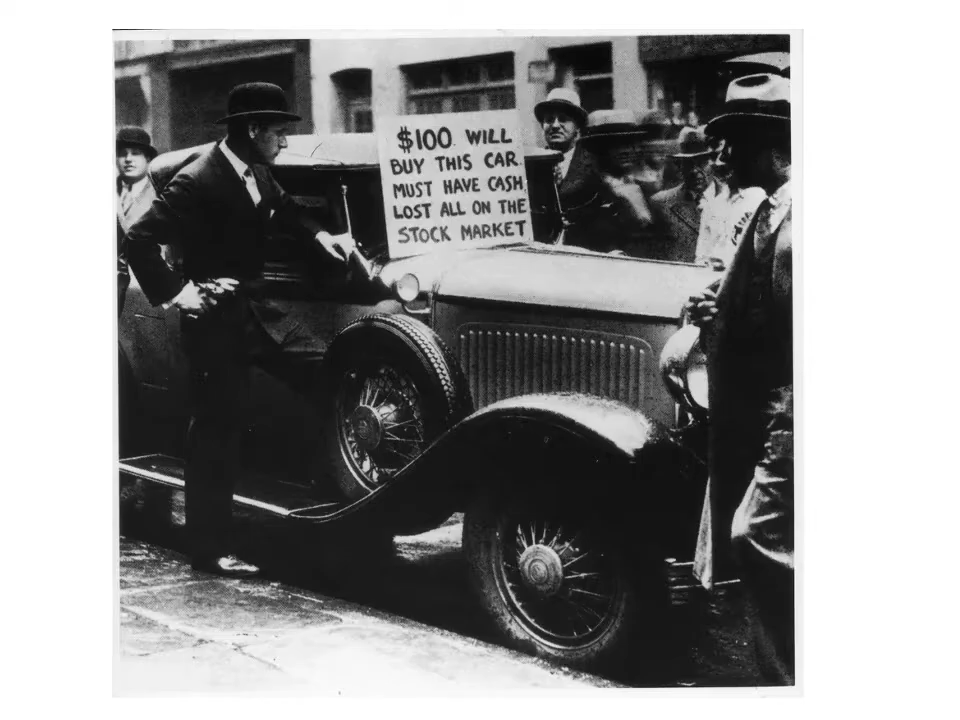 $100. WILL
BUY THIS CAR.
MUST HAVE CASH
LOST ALL ON THE
STOCK MARKET